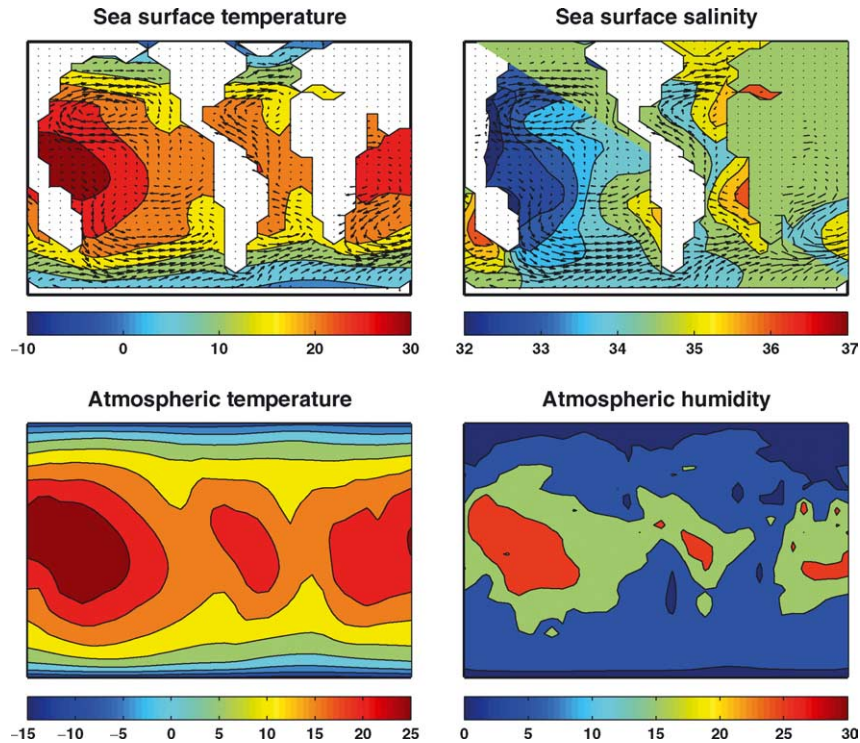 Sea surface temperature
Sea surface salinity
−10 0 10 20 30
32 33 34 35 36 37
Atmospheric temperature
Atmospheric humidity
−15 −10 −5 0 5 10 15 20 25
0 5 10 15 20 25 30